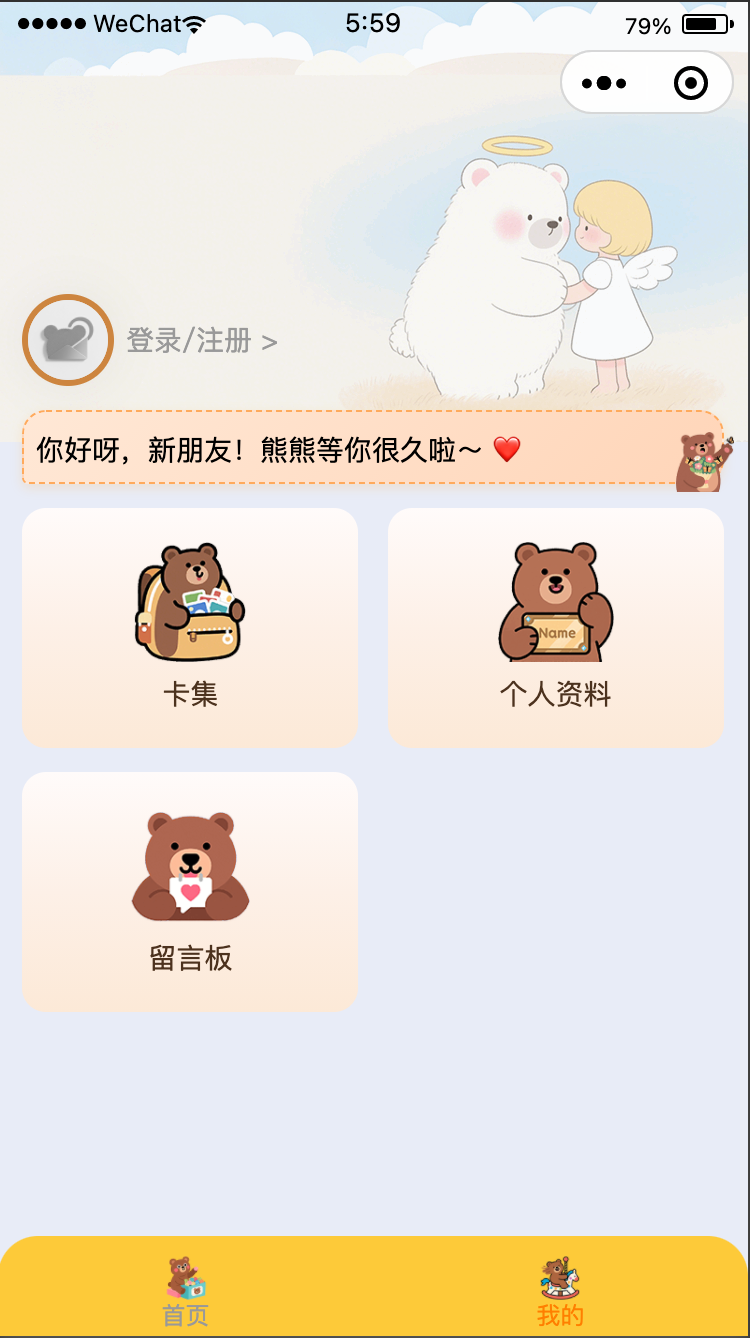 ●●●●● WeChat
5:59
79%
登录/注册 >
你好呀，新朋友！熊熊等你很久啦～ ❤️
卡集
Name
个人资料
留言板
首页
我的